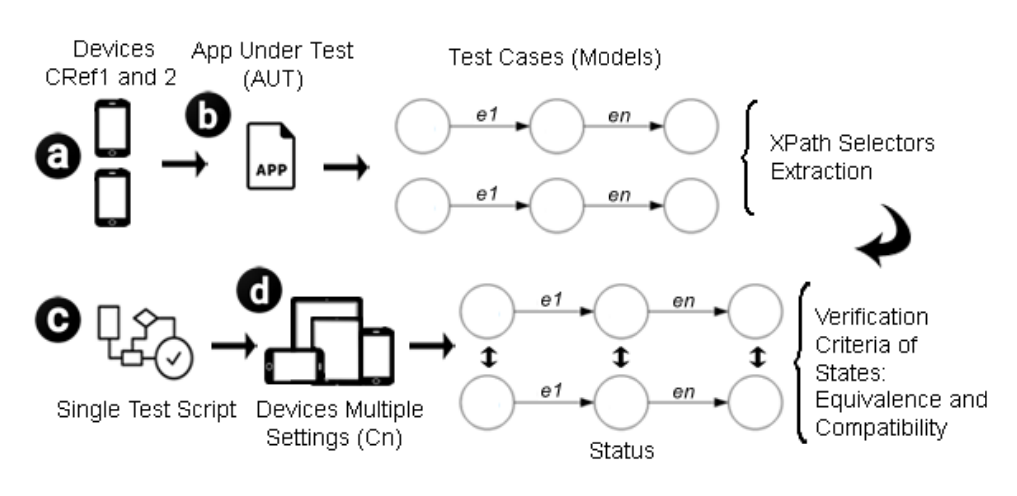 Devices
CRef1 and 2
App Under Test
(AUT)
Test Cases (Models)
a
b
APP
e1
en
e1
en
XPath Selectors
Extraction
c
d
Single Test Script
Devices Multiple
Settings (Cn)
e1
en
e1
en
Status
Verification
Criteria of
States:
Equivalence and
Compatibility